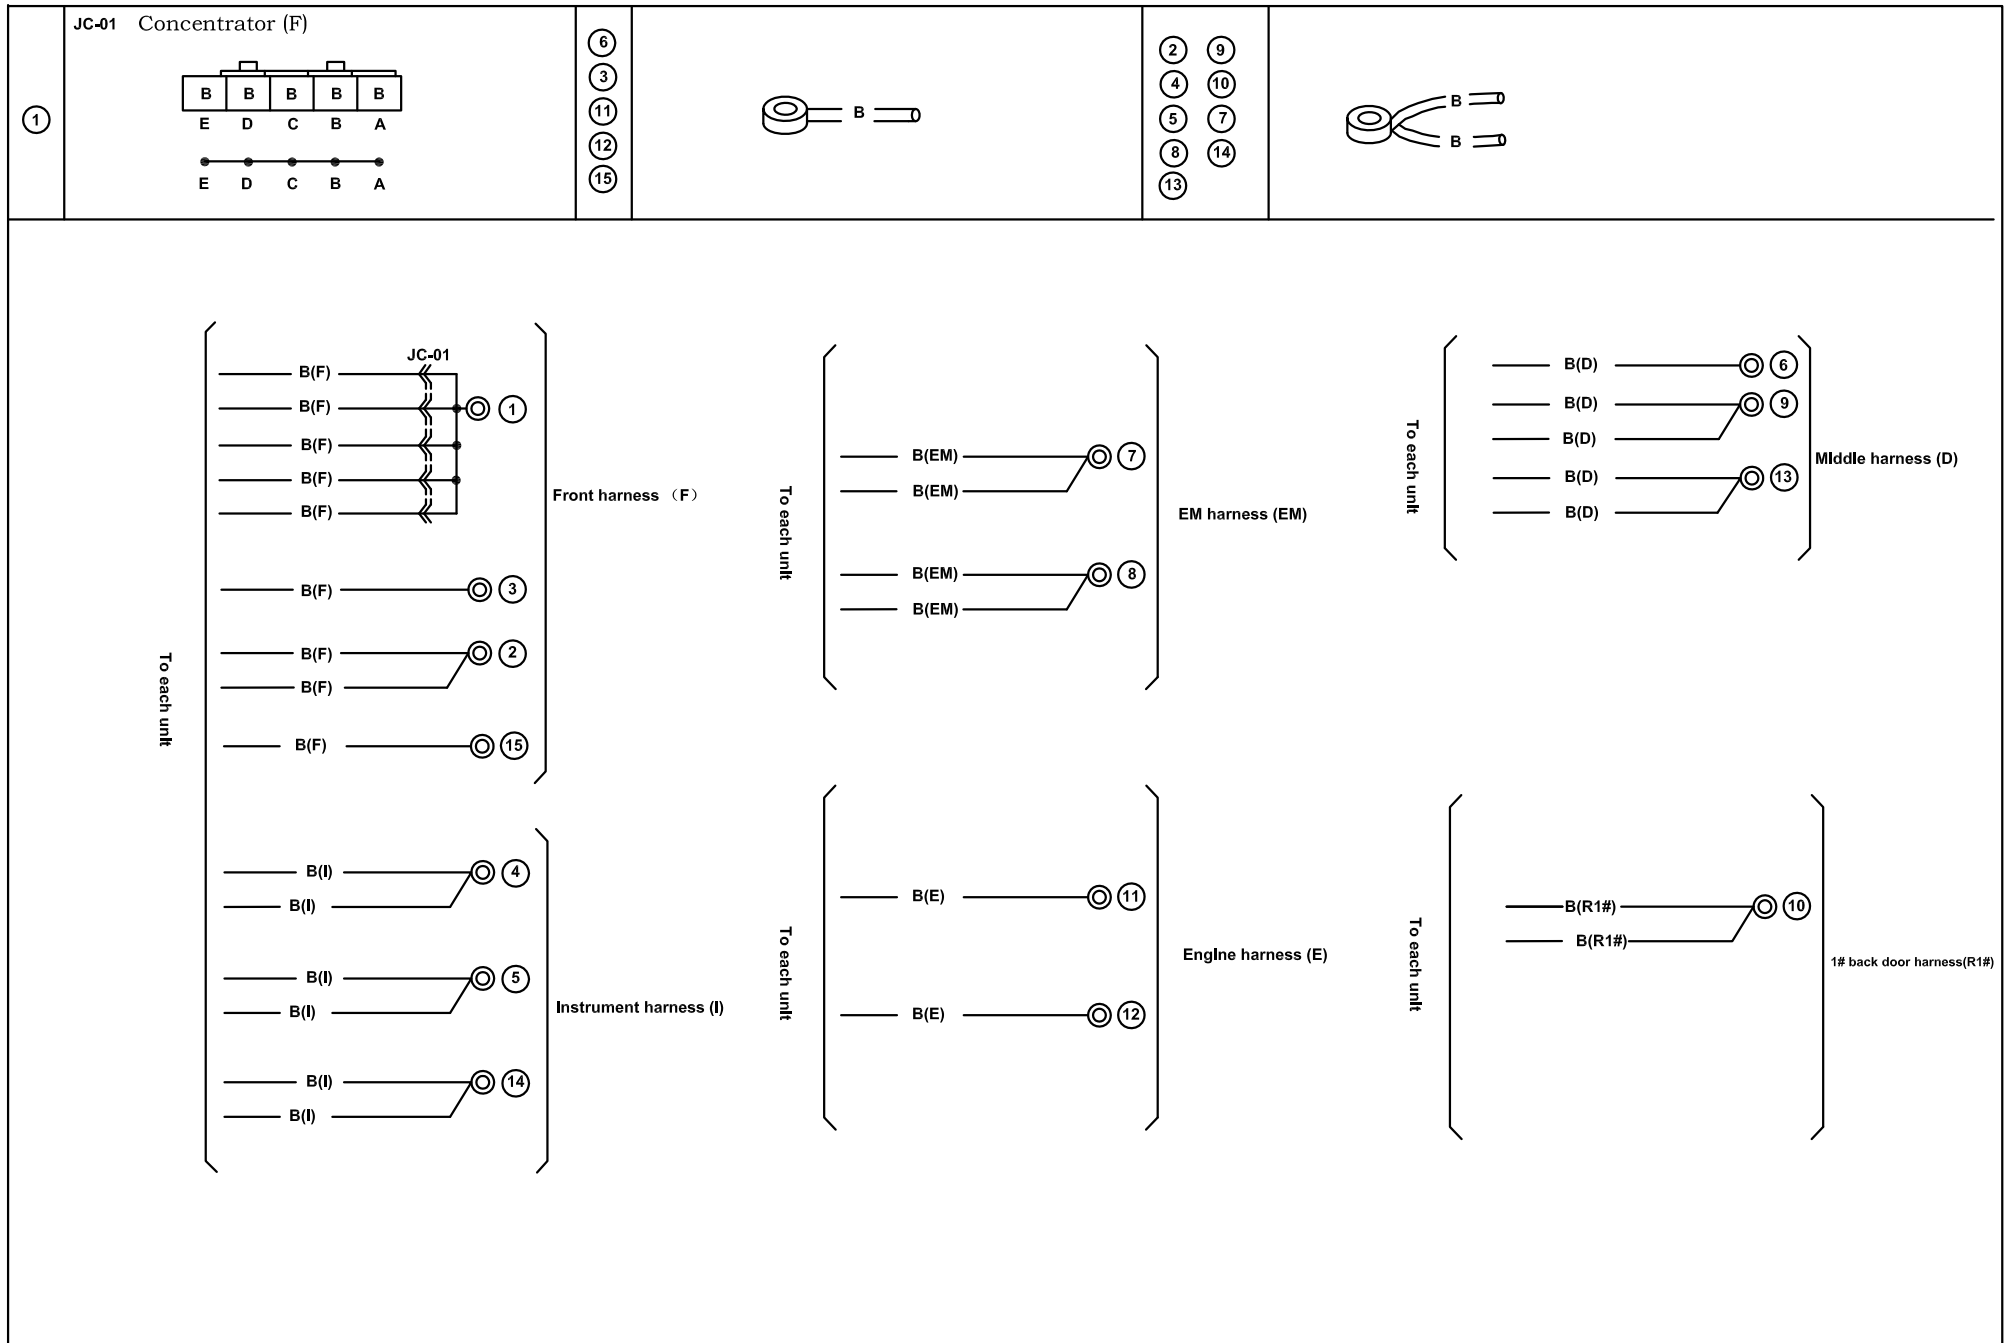 JC-01 Concentrator (F)
1
B B B B B
E D C B A
E D C B A
6
3
11
12
15
B
2 9
4 10
5 7
8 14
13
B
B
To each unit
JC-01
B(F)
B(F)
1
B(F)
B(F)
B(F)
B(F)
3
B(F)
2
B(F)
B(F)
15
Front harness （F）
B(I)
4
B(I)
B(I)
5
B(I)
B(I)
14
B(I)
Instrument harness (I)
To each unit
B(EM)
7
B(EM)
B(EM)
8
B(EM)
EM harness (EM)
To each unit
B(E)
11
B(E)
12
Engine harness (E)
To each unit
B(D)
6
B(D)
9
B(D)
B(D)
13
B(D)
Middle harness (D)
To each unit
B(R1#)
10
B(R1#)
1# back door harness(R1#)